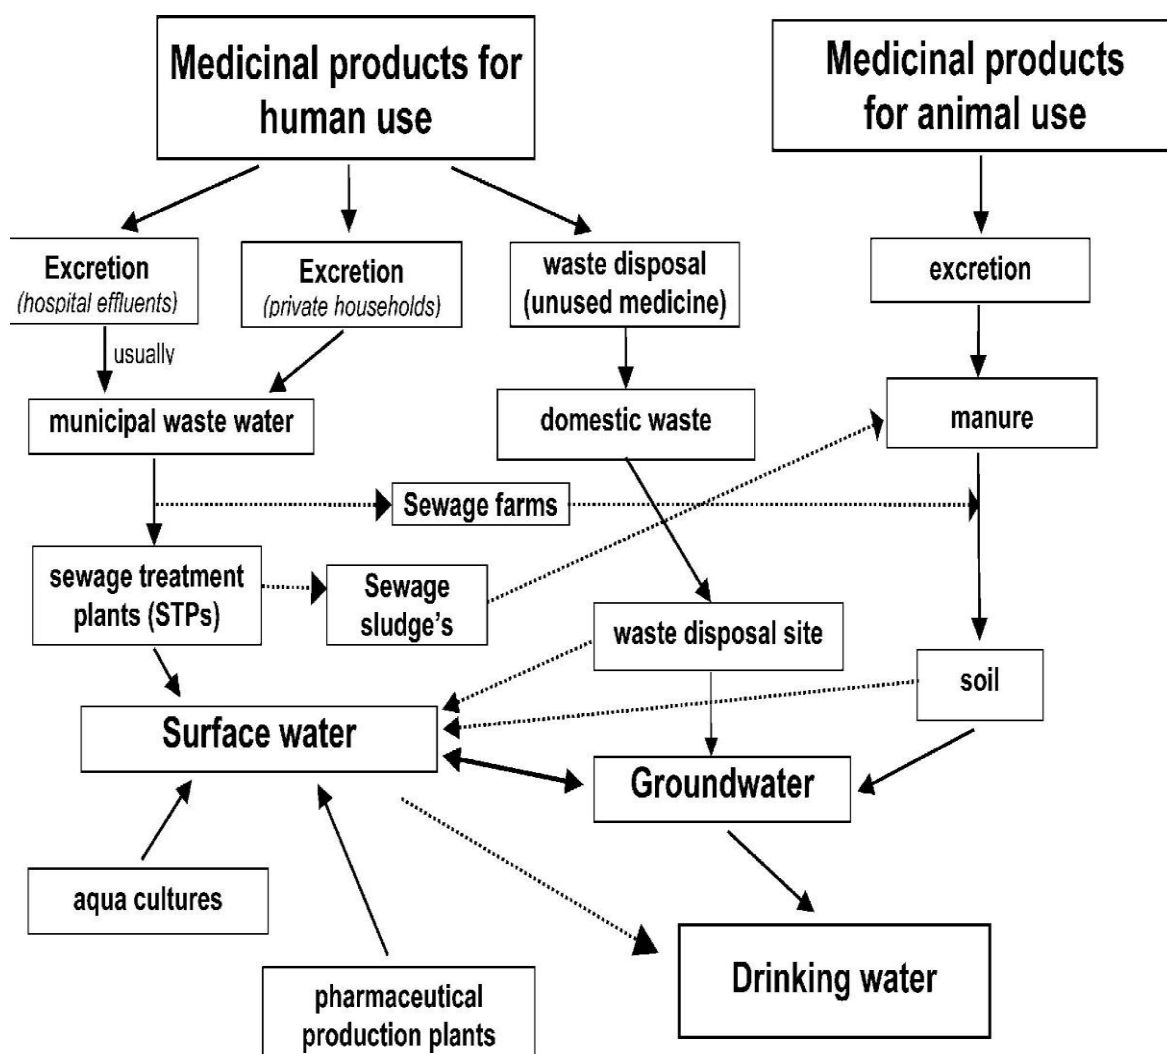 Medicinal products for
human use
Medicinal products
for animal use
Excretion
(hospital effluents)
Excretion
(private households)
waste disposal
(unused medicine)
excretion
usually
municipal waste water
domestic waste
manure
Sewage farms
sewage treatment
plants (STPs)
Sewage
sludge's
waste disposal site
soil
Surface water
Groundwater
aqua cultures
Drinking water
pharmaceutical
production plants